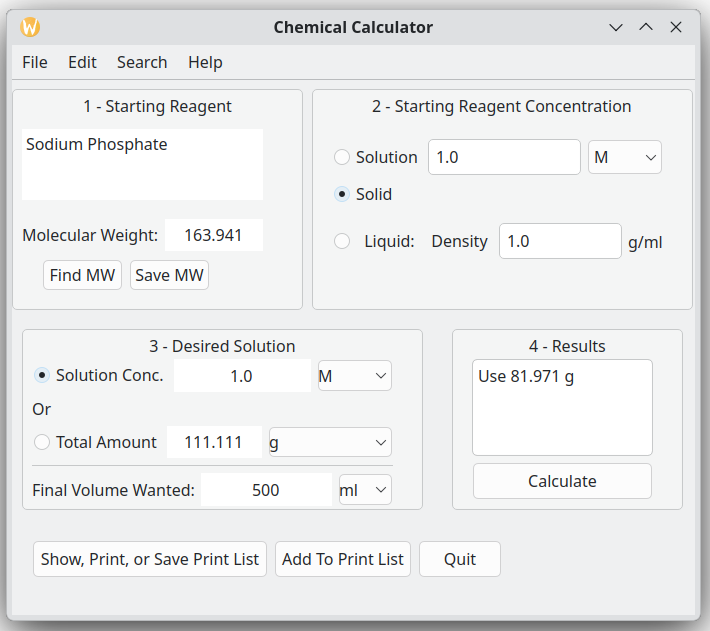 Chemical Calculator
File Edit Search Help
1 - Starting Reagent
Sodium Phosphate
Molecular Weight: 163.941
Find MW Save MW
2 - Starting Reagent Concentration
Solution 1.0 M
Solid
Liquid: Density 1.0 g/ml
3 - Desired Solution
Solution Conc. 1.0 M
Or
Total Amount 111.111 g
Final Volume Wanted: 500 ml
4 - Results
Use 81.971 g
Calculate
Show, Print, or Save Print List Add To Print List Quit